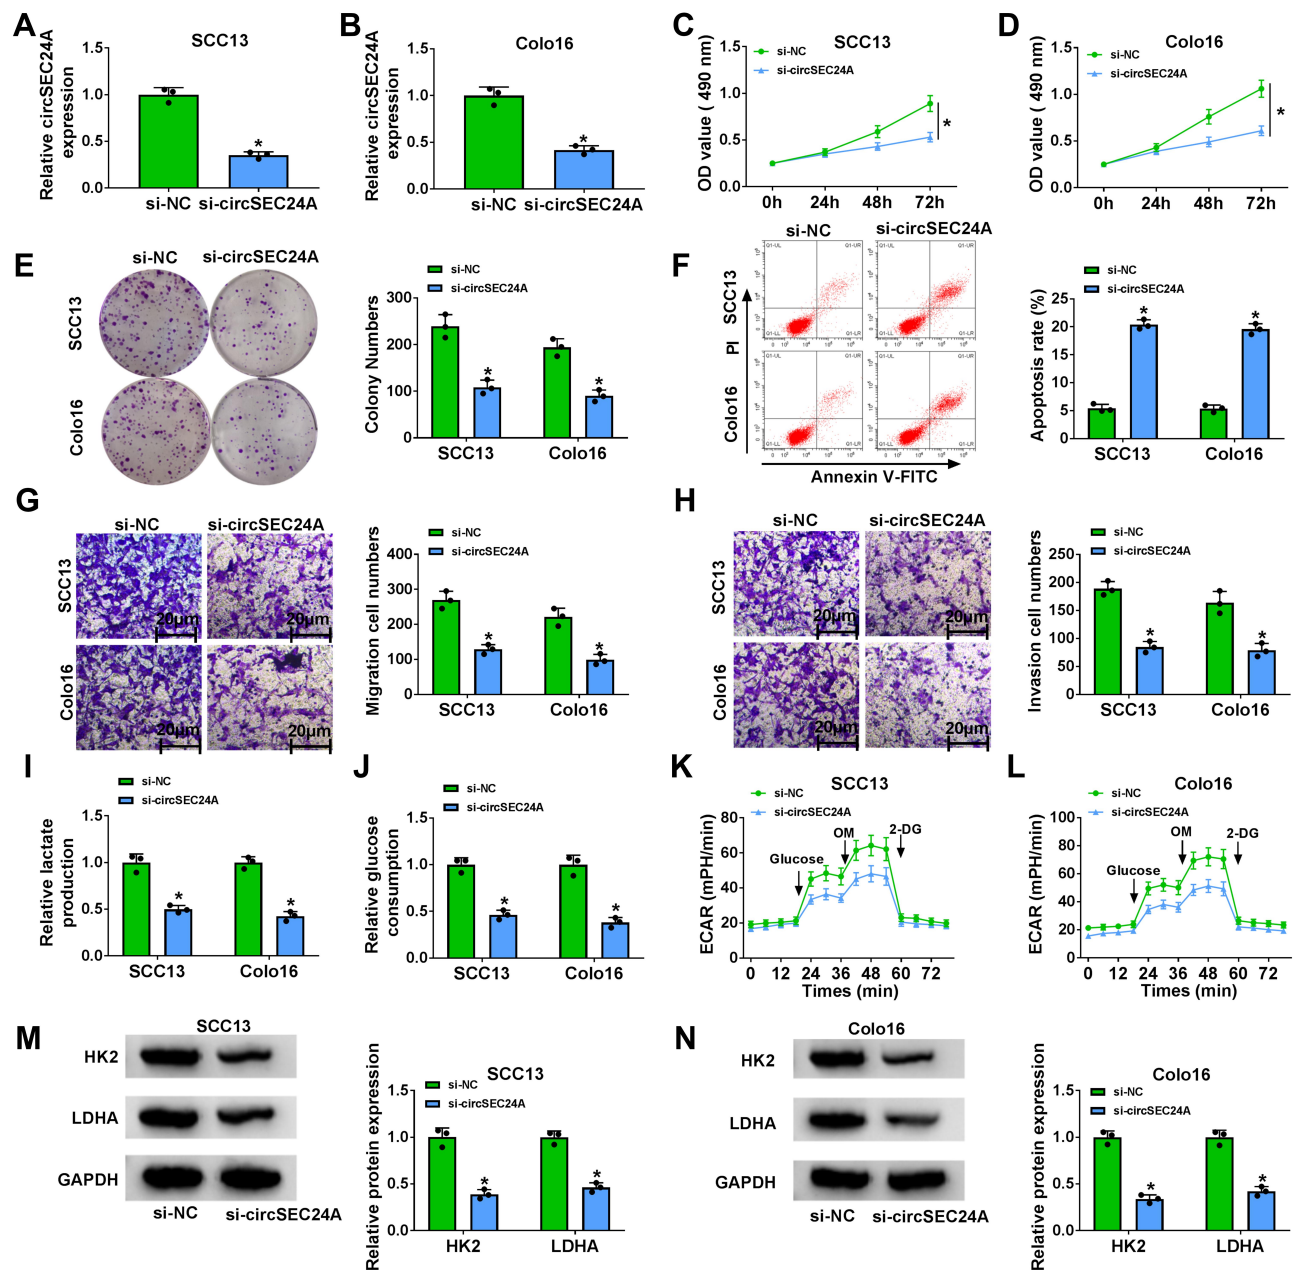 A
SCC13
Relative circSEC24A
expression
1.5
1.0
0.5
0.0
*
si-NC
si-circSEC24A
B
Colo16
Relative circSEC24A
expression
1.5
1.0
0.5
0.0
*
si-NC
si-circSEC24A
C
SCC13
si-NC
si-circSEC24A
OD value ( 490 nm)
1.5
1.0
0.5
0.0
*
0h 24h 48h 72h
D
Colo16
si-NC
si-circSEC24A
OD value ( 490 nm)
1.5
1.0
0.5
0.0
*
0h 24h 48h 72h
E
si-NC
si-circSEC24A
SCC13
Colo16
si-NC
si-circSEC24A
Colony Numbers
300
200
100
0
*
*
SCC13
Colo16
F
si-NC
si-circSEC24A
SCC13
Colo16
PI
Annexin V-FITC
Q1-UL Q1-UR
Q1-LL Q1-LR
si-NC
si-circSEC24A
Apoptosis rate (%)
25
20
15
10
5
0
*
*
SCC13
Colo16
G
si-NC
si-circSEC24A
SCC13
Colo16
20μm
20μm
20μm
20μm
si-NC
si-circSEC24A
Migration cell numbers
400
300
200
100
0
*
*
SCC13
Colo16
H
si-NC
si-circSEC24A
SCC13
Colo16
20μm
20μm
20μm
20μm
si-NC
si-circSEC24A
Invasion cell numbers
250
200
150
100
50
0
*
*
SCC13
Colo16
I
si-NC
si-circSEC24A
Relative lactate
production
1.5
1.0
0.5
0.0
*
*
SCC13
Colo16
J
si-NC
si-circSEC24A
Relative glucose
consumption
1.5
1.0
0.5
0.0
*
*
SCC13
Colo16
K
SCC13
si-NC
si-circSEC24A
ECAR (mPH/min)
80
60
40
20
0
Glucose
OM
2-DG
0 12 24 36 48 60 72
Times (min)
L
Colo16
si-NC
si-circSEC24A
ECAR (mPH/min)
100
80
60
40
20
0
Glucose
OM
2-DG
0 12 24 36 48 60 72
Times (min)
M
SCC13
HK2
LDHA
GAPDH
si-NC
si-circSEC24A
SCC13
si-NC
si-circSEC24A
Relative protein expression
1.5
1.0
0.5
0.0
*
*
HK2
LDHA
N
Colo16
HK2
LDHA
GAPDH
si-NC
si-circSEC24A
Colo16
si-NC
si-circSEC24A
Relative protein expression
1.5
1.0
0.5
0.0
*
*
HK2
LDHA